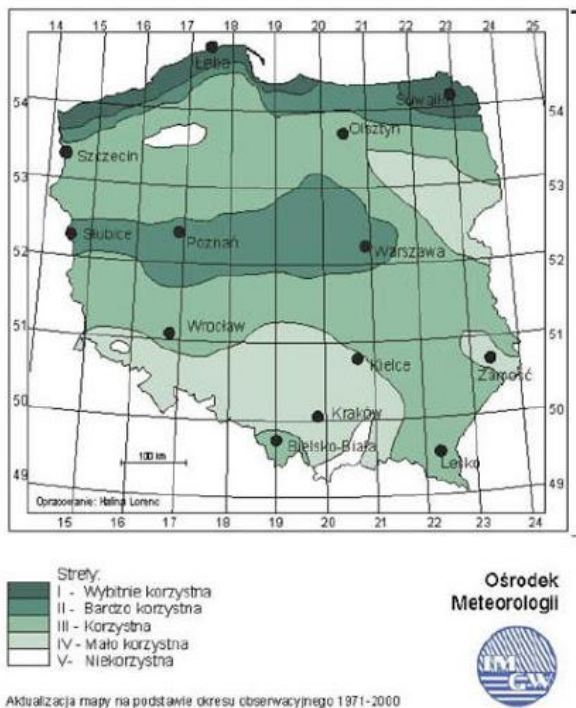 14 15 16 17 18 19 20 21 22 23 24 25
Łeba
Suwałki
54 54
Olsztyn
Szczecin
53 53
Słubice
Poznań
Warszawa
52 52
Wrocław
51 51
Kielce
Zamość
50 50
Kraków
Bielsko-Biała
Lesko
100 km
49 49
Opracowanie: Halina Lorenc
15 16 17 18 19 20 21 22 23 24
Strefy:
I - Wybitnie korzystna
II - Bardzo korzystna
III - Korzystna
IV - Mało korzystna
V- Niekorzystna
Ośrodek
Meteorologii
IM
GW
Aktualizacja mapy na podstawie okresu obserwacyjnego 1971-2000